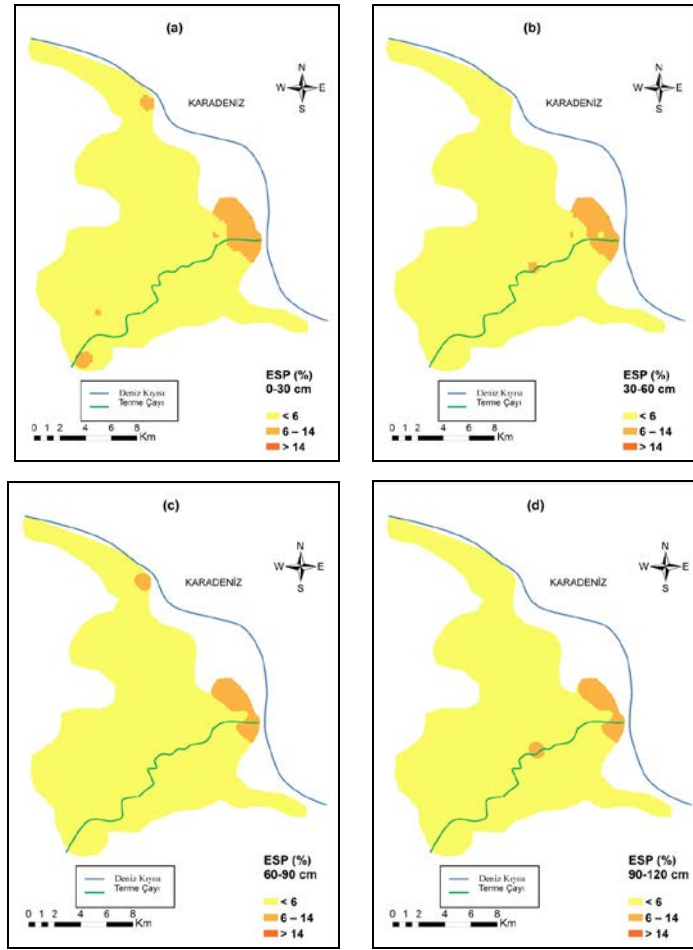 (a)
N
W E
S
KARADENİZ
ESP (%)
0-30 cm
Deniz Kıyısı
Terme Çayı
< 6
6 – 14
> 14
0 1 2 4 6 8
Km
(b)
N
W E
S
KARADENİZ
ESP (%)
30-60 cm
Deniz Kıyısı
Terme Çayı
< 6
6 – 14
> 14
0 1 2 4 6 8
Km
(c)
N
W E
S
KARADENİZ
ESP (%)
60-90 cm
Deniz Kıyısı
Terme Çayı
< 6
6 – 14
> 14
0 1 2 4 6 8
Km
(d)
N
W E
S
KARADENİZ
ESP (%)
90-120 cm
Deniz Kıyısı
Terme Çayı
< 6
6 – 14
> 14
0 1 2 4 6 8
Km